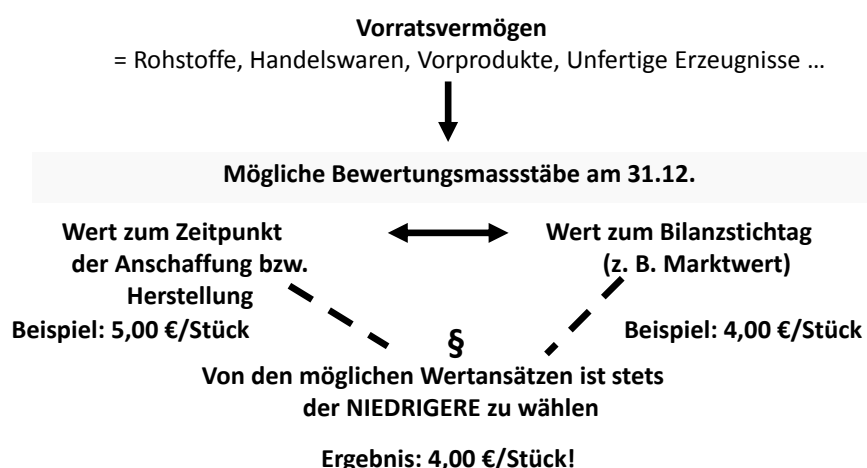 Vorratsvermögen
= Rohstoffe, Handelswaren, Vorprodukte, Unfertige Erzeugnisse ...
Mögliche Bewertungsmassstäbe am 31.12.
Wert zum Zeitpunkt
der Anschaffung bzw.
Herstellung
Beispiel: 5,00 €/Stück
Wert zum Bilanzstichtag
(z. B. Marktwert)
Beispiel: 4,00 €/Stück
§
Von den möglichen Wertansätzen ist stets
der NIEDRIGERE zu wählen
Ergebnis: 4,00 €/Stück!